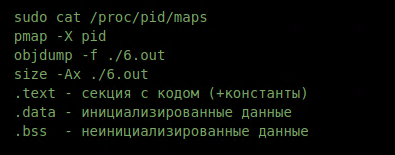 sudo cat /proc/pid/maps
pmap -X pid
objdump -f ./6.out
size -Ax ./6.out
.text - секция с кодом (+константы)
.data - инициализированные данные
.bss  - неинициализированные данные